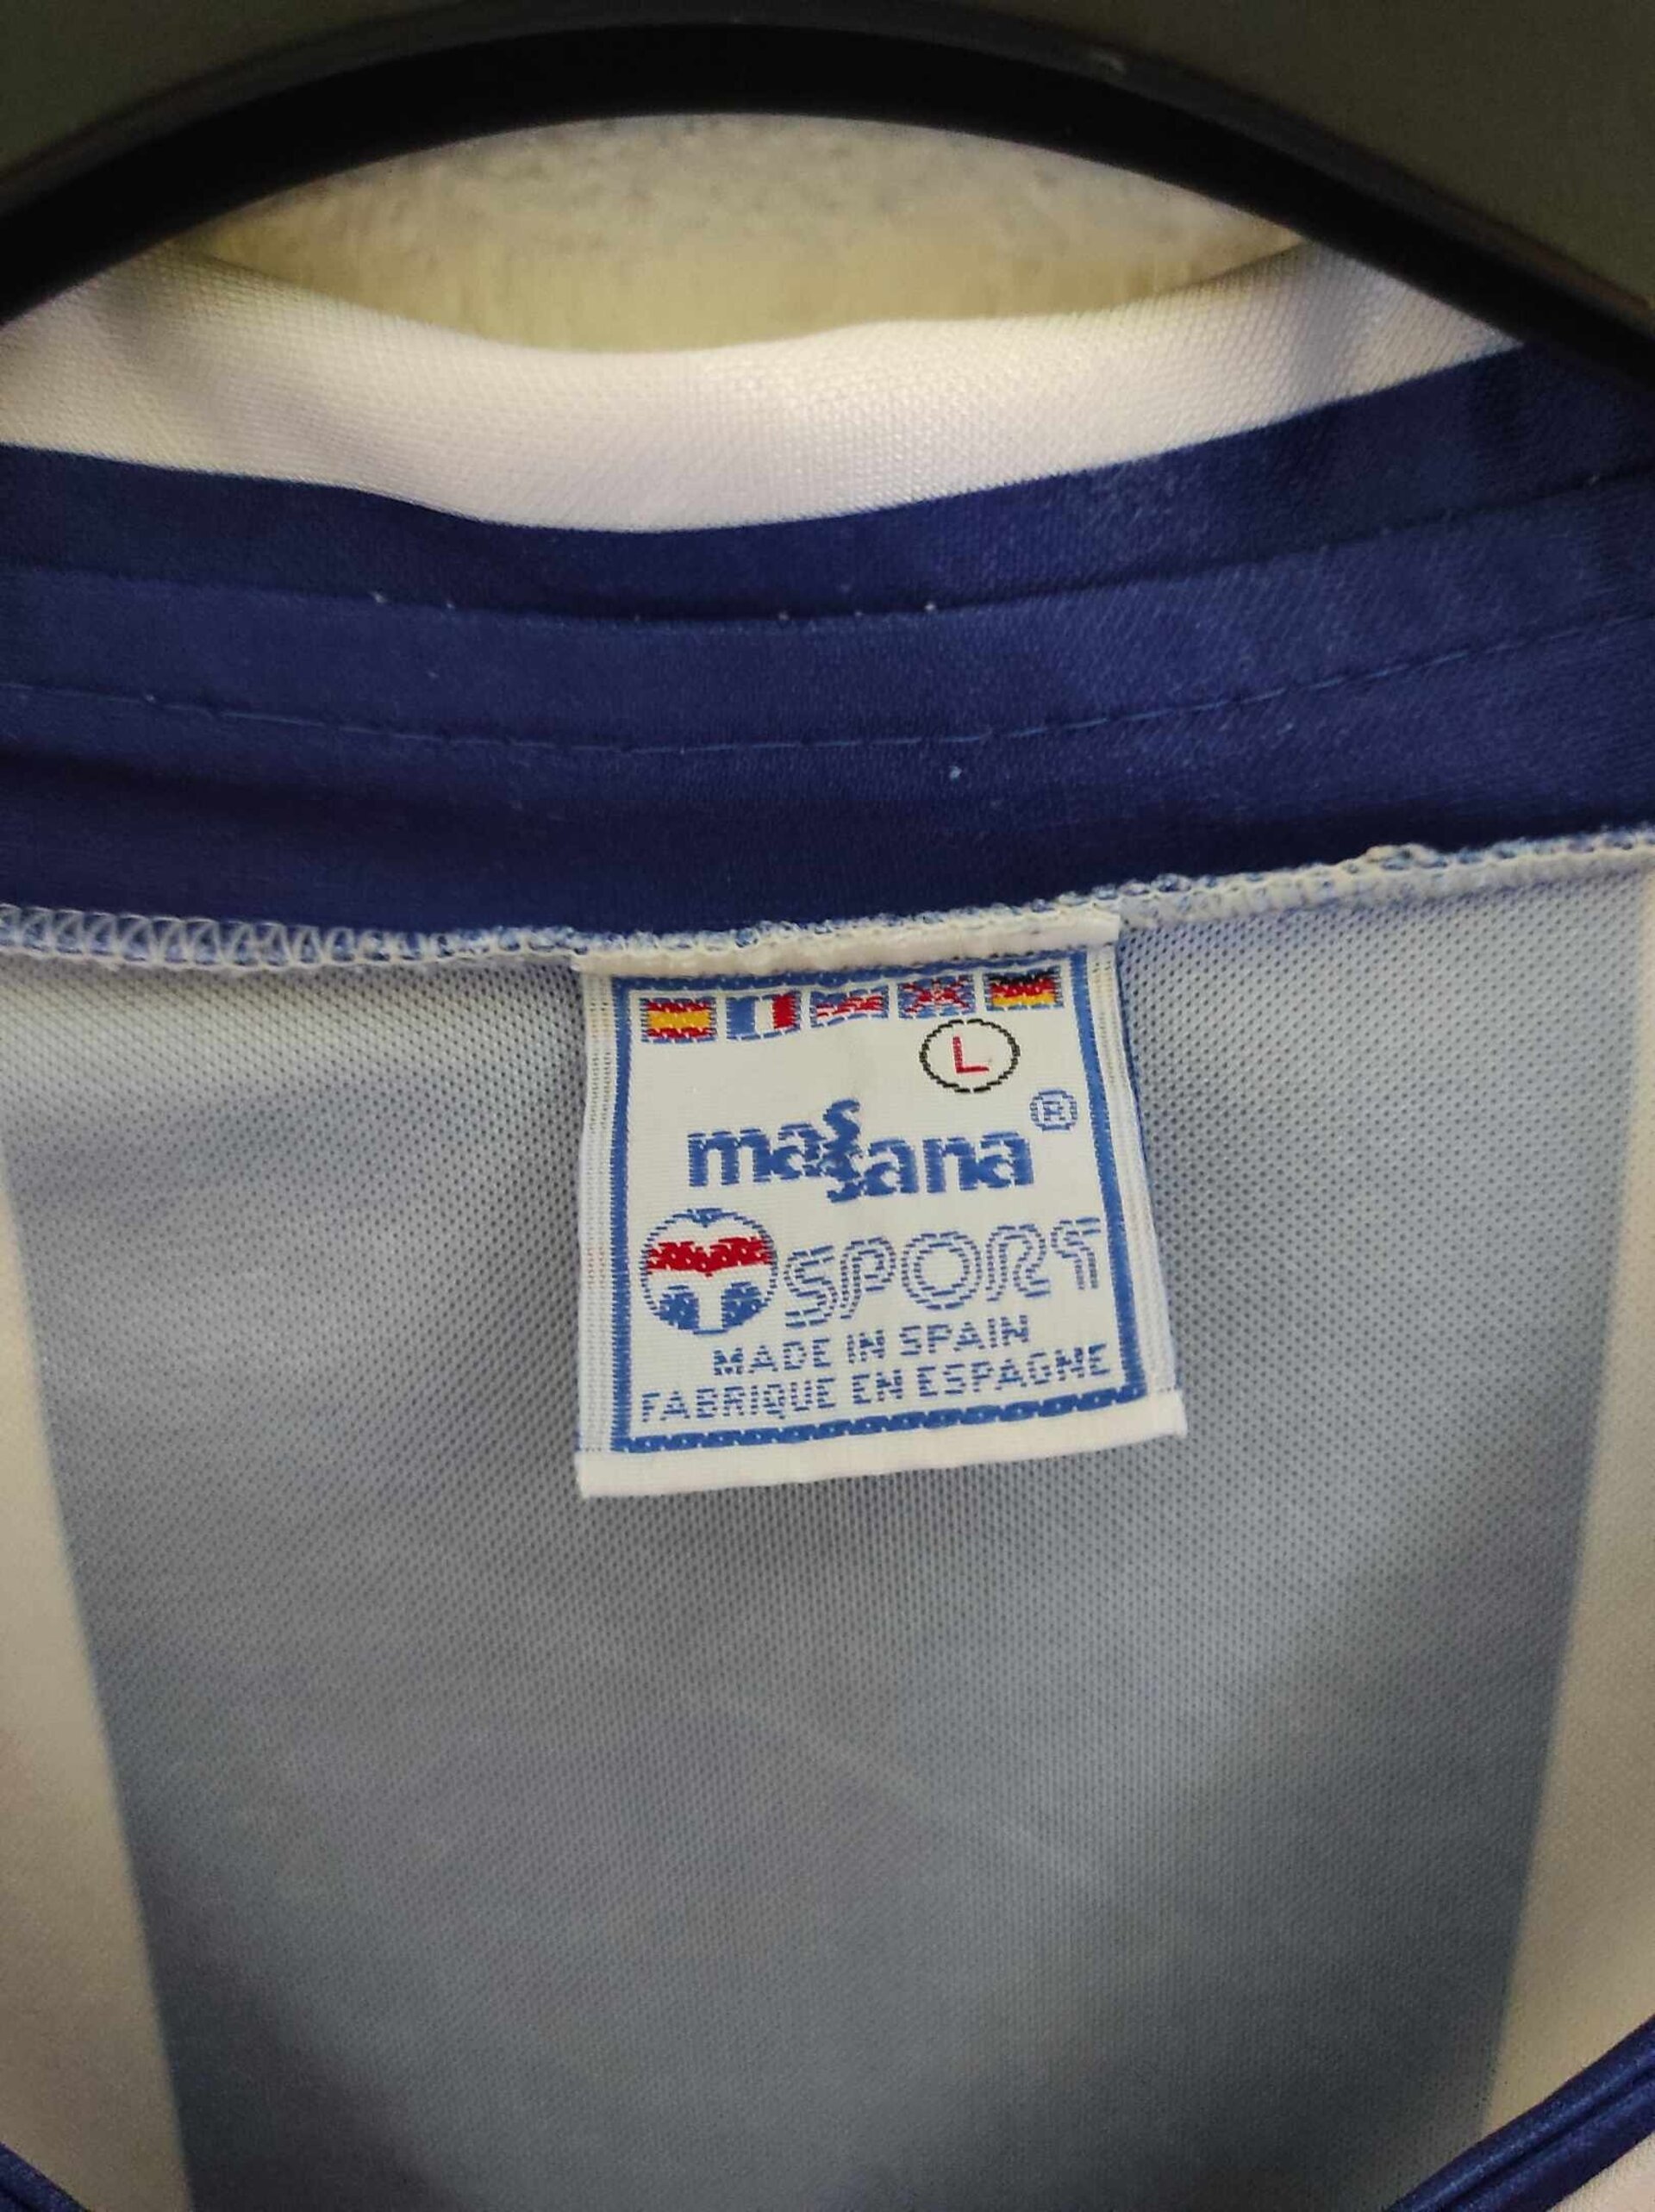 L
massana®
SPORT
MADE IN SPAIN
FABRIQUE EN ESPAGNE